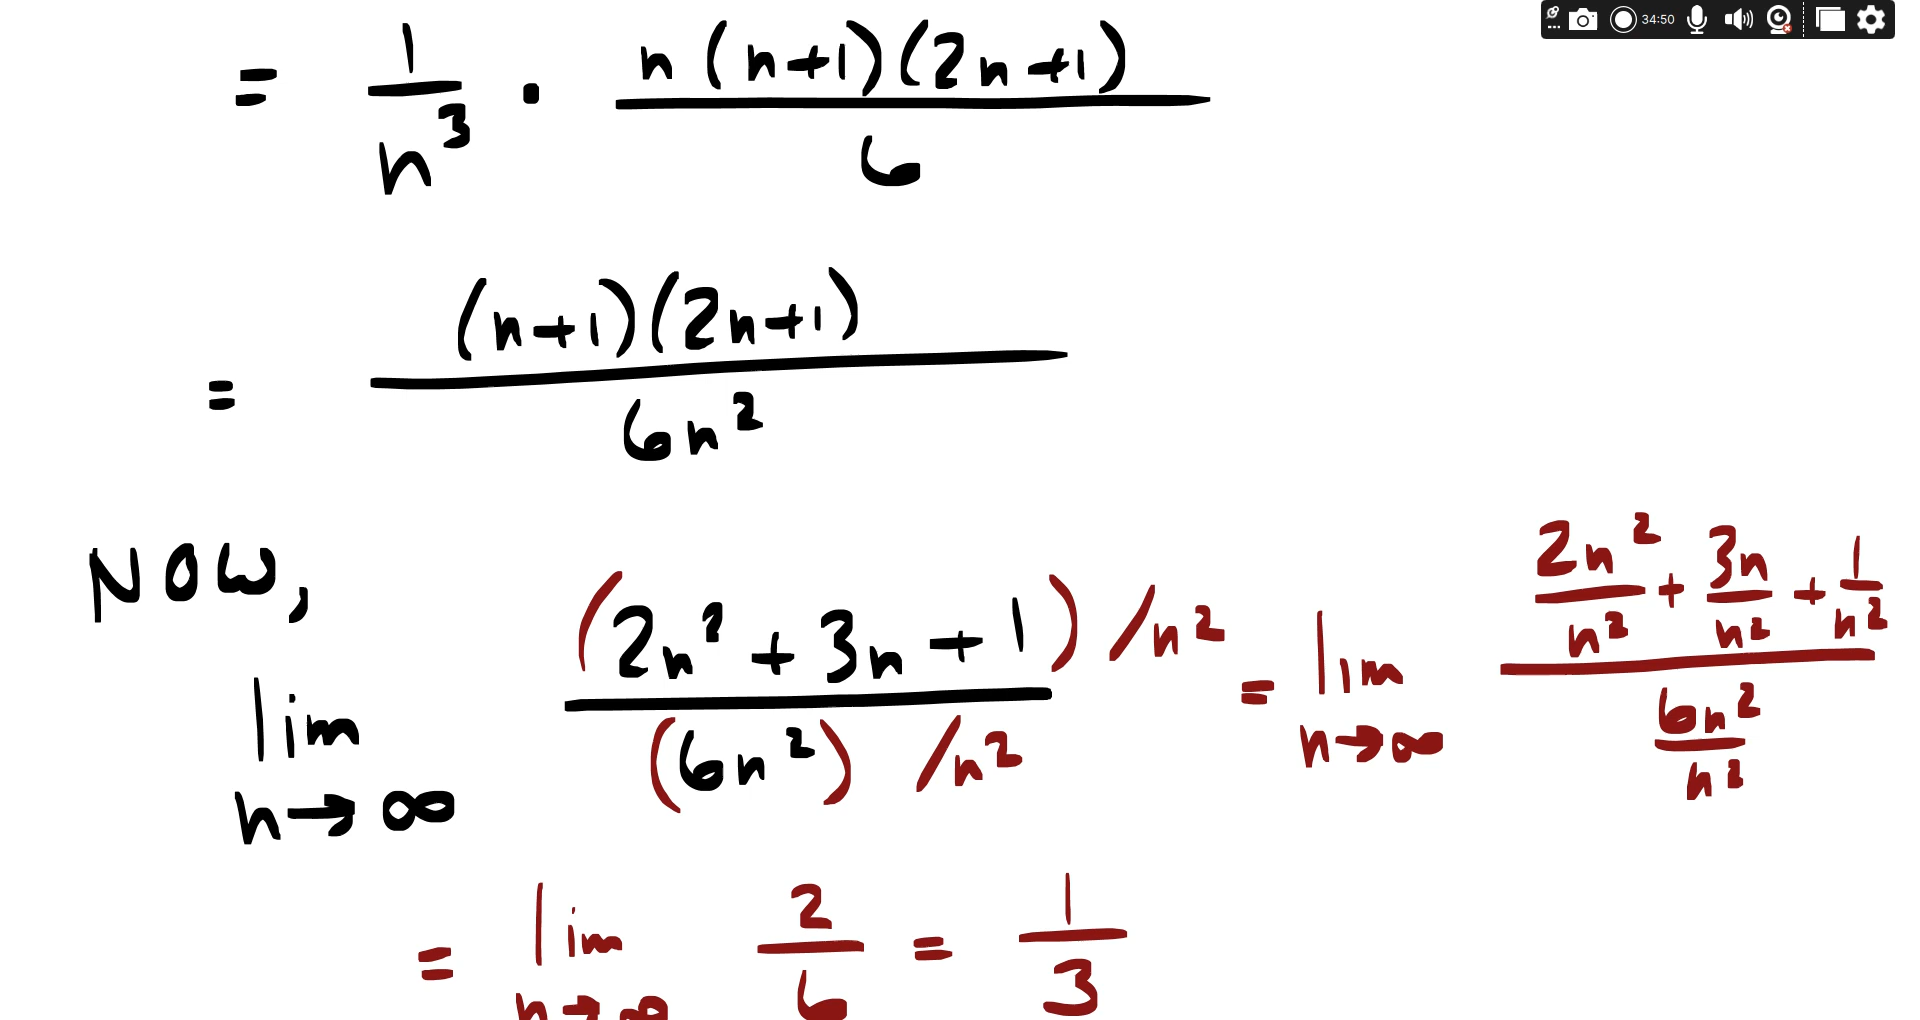 34:50
= 1/n³ · n(n+1)(2n+1)/6
= (n+1)(2n+1)/6n²
NOW,
lim n→∞ (2n² + 3n + 1)/n² / (6n²)/n² = lim n→∞ (2n²/n² + 3n/n² + 1/n²) / (6n²/n²)
= lim n→∞ 2/6 = 1/3